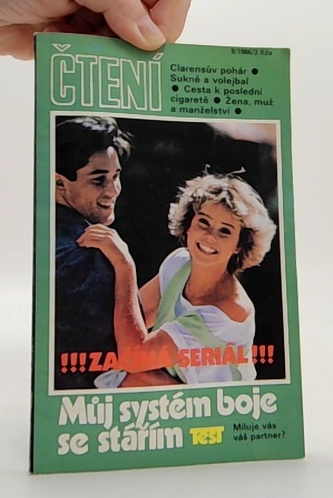 9/1986/3 Kčs
ČTENÍ
Clarensův pohár ●
Sukně a volejbal
● Cesta k poslední
cigaretě ● Žena, muž
a manželství ●
!!!ZAČÍNÁ SERIÁL!!!
Můj systém boje
se stářím TEST
Miluje vás
váš partner?